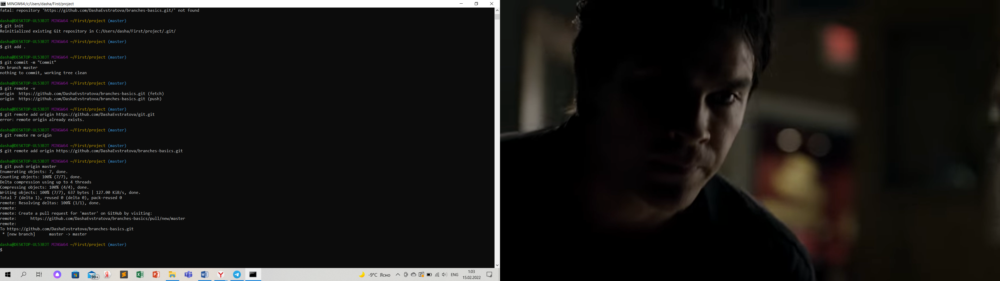 MINGW64:/c/Users/dasha/First/project
fatal: repository 'https://github.com/DashaEvstratova/branches-basics.git/' not found
dasha@DESKTOP-UL53BJT MINGW64 ~/First/project (master)
$ git init
Reinitialized existing Git repository in C:/Users/dasha/First/project/.git/
dasha@DESKTOP-UL53BJT MINGW64 ~/First/project (master)
$ git add .
dasha@DESKTOP-UL53BJT MINGW64 ~/First/project (master)
$ git commit -m "Commit"
On branch master
nothing to commit, working tree clean
dasha@DESKTOP-UL53BJT MINGW64 ~/First/project (master)
$ git remote -v
origin  https://github.com/DashaEvstratova/branches-basics.git (fetch)
origin  https://github.com/DashaEvstratova/branches-basics.git (push)
dasha@DESKTOP-UL53BJT MINGW64 ~/First/project (master)
$ git remote add origin https://github.com/DashaEvstratova/git.git
error: remote origin already exists.
dasha@DESKTOP-UL53BJT MINGW64 ~/First/project (master)
$ git remote rm origin
dasha@DESKTOP-UL53BJT MINGW64 ~/First/project (master)
$ git remote add origin https://github.com/DashaEvstratova/branches-basics.git
dasha@DESKTOP-UL53BJT MINGW64 ~/First/project (master)
$ git push origin master
Enumerating objects: 7, done.
Counting objects: 100% (7/7), done.
Delta compression using up to 4 threads
Compressing objects: 100% (4/4), done.
Writing objects: 100% (7/7), 637 bytes | 127.00 KiB/s, done.
Total 7 (delta 1), reused 0 (delta 0), pack-reused 0
remote: Resolving deltas: 100% (1/1), done.
remote:
remote: Create a pull request for 'master' on GitHub by visiting:
remote:      https://github.com/DashaEvstratova/branches-basics/pull/new/master
remote:
To https://github.com/DashaEvstratova/branches-basics.git
 * [new branch]      master -> master
dasha@DESKTOP-UL53BJT MINGW64 ~/First/project (master)
$
99+
-9°C Ясно
ENG
1:03
15.02.2022